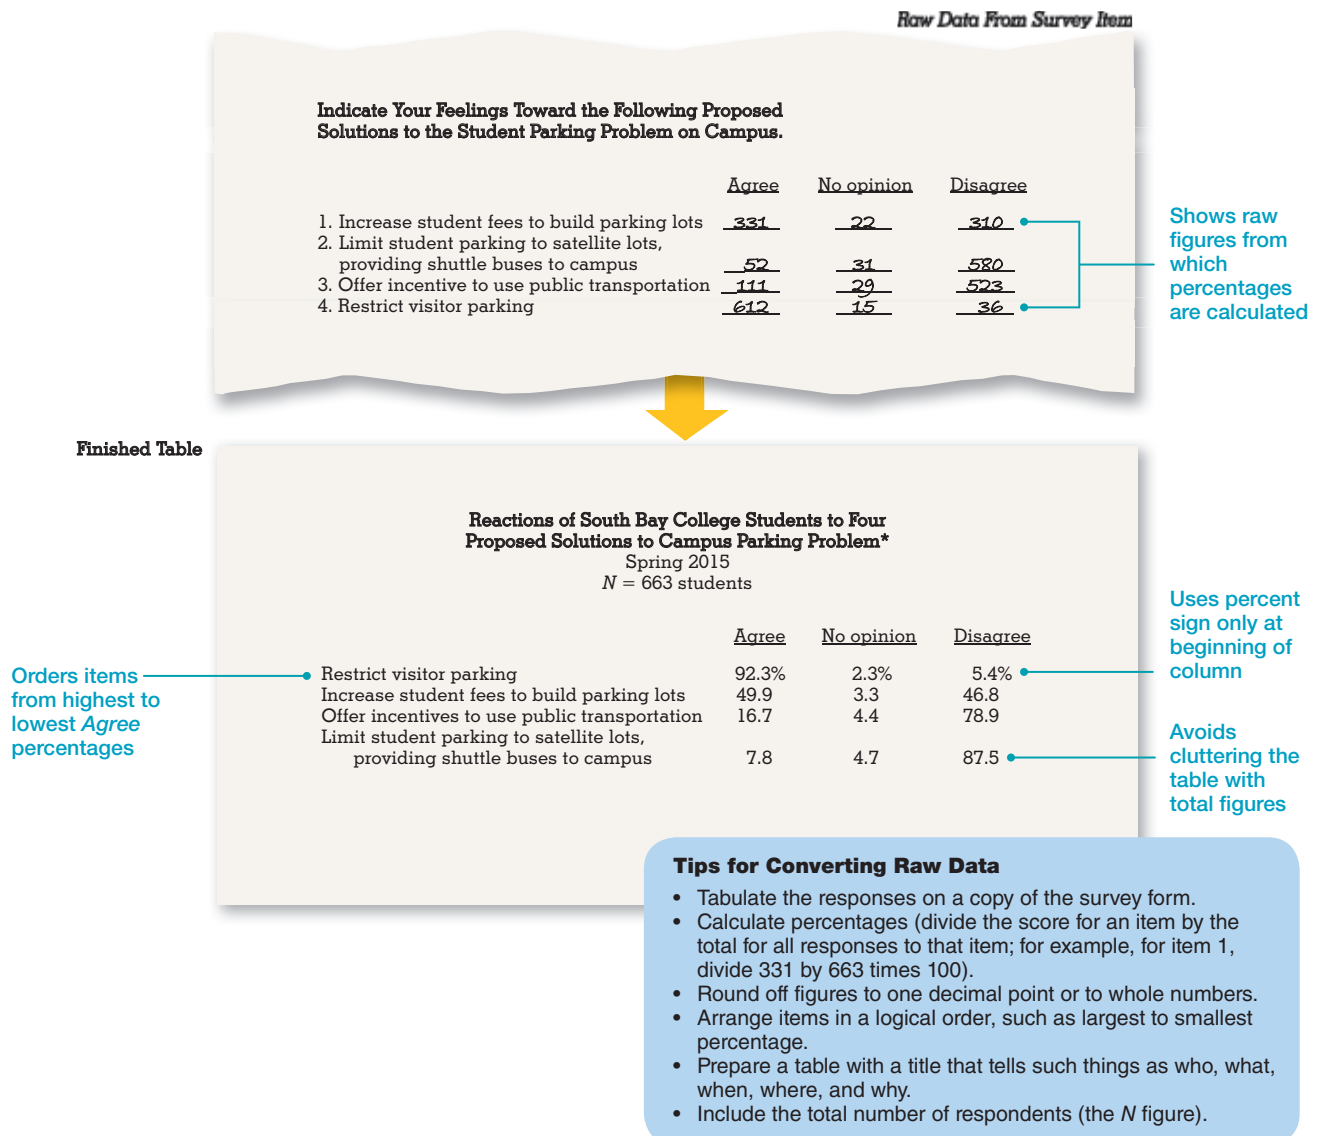 Raw Data From Survey Item
Indicate Your Feelings Toward the Following Proposed
Solutions to the Student Parking Problem on Campus.
Agree No opinion Disagree
1. Increase student fees to build parking lots 331 22 310
2. Limit student parking to satellite lots,
providing shuttle buses to campus 52 31 580
3. Offer incentive to use public transportation 111 29 523
4. Restrict visitor parking 612 15 36
Shows raw
figures from
which
percentages
are calculated
Finished Table
Reactions of South Bay College Students to Four
Proposed Solutions to Campus Parking Problem*
Spring 2015
N = 663 students
Agree No opinion Disagree
Restrict visitor parking 92.3% 2.3% 5.4%
Increase student fees to build parking lots 49.9 3.3 46.8
Offer incentives to use public transportation 16.7 4.4 78.9
Limit student parking to satellite lots,
providing shuttle buses to campus 7.8 4.7 87.5
Orders items
from highest to
lowest Agree
percentages
Uses percent
sign only at
beginning of
column
Avoids
cluttering the
table with
total figures
Tips for Converting Raw Data
• Tabulate the responses on a copy of the survey form.
• Calculate percentages (divide the score for an item by the
total for all responses to that item; for example, for item 1,
divide 331 by 663 times 100).
• Round off figures to one decimal point or to whole numbers.
• Arrange items in a logical order, such as largest to smallest
percentage.
• Prepare a table with a title that tells such things as who, what,
when, where, and why.
• Include the total number of respondents (the N figure).